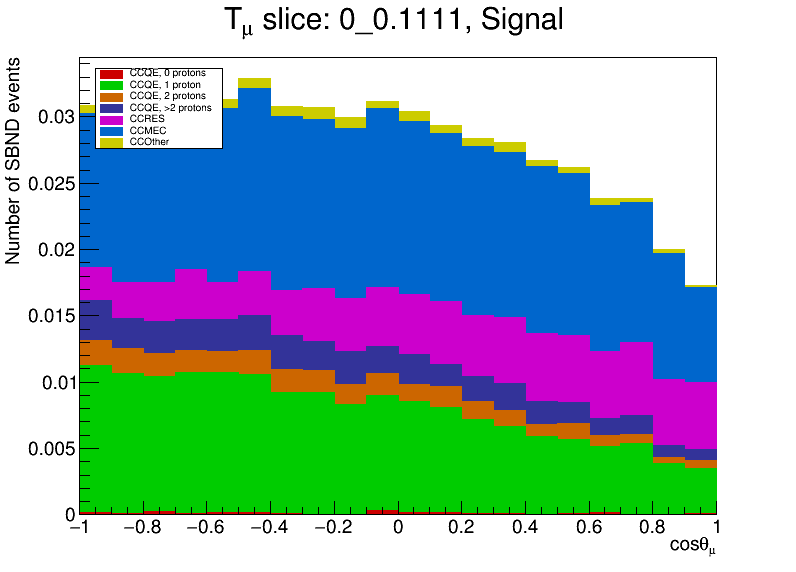 Tμ slice: 0_0.1111, Signal
Number of SBND events
CCQE, 0 protons
CCQE, 1 proton
CCQE, 2 protons
CCQE, >2 protons
CCRES
CCMEC
CCOther
0.03
0.025
0.02
0.015
0.01
0.005
0
−1 −0.8 −0.6 −0.4 −0.2 0 0.2 0.4 0.6 0.8 1
cosθμ